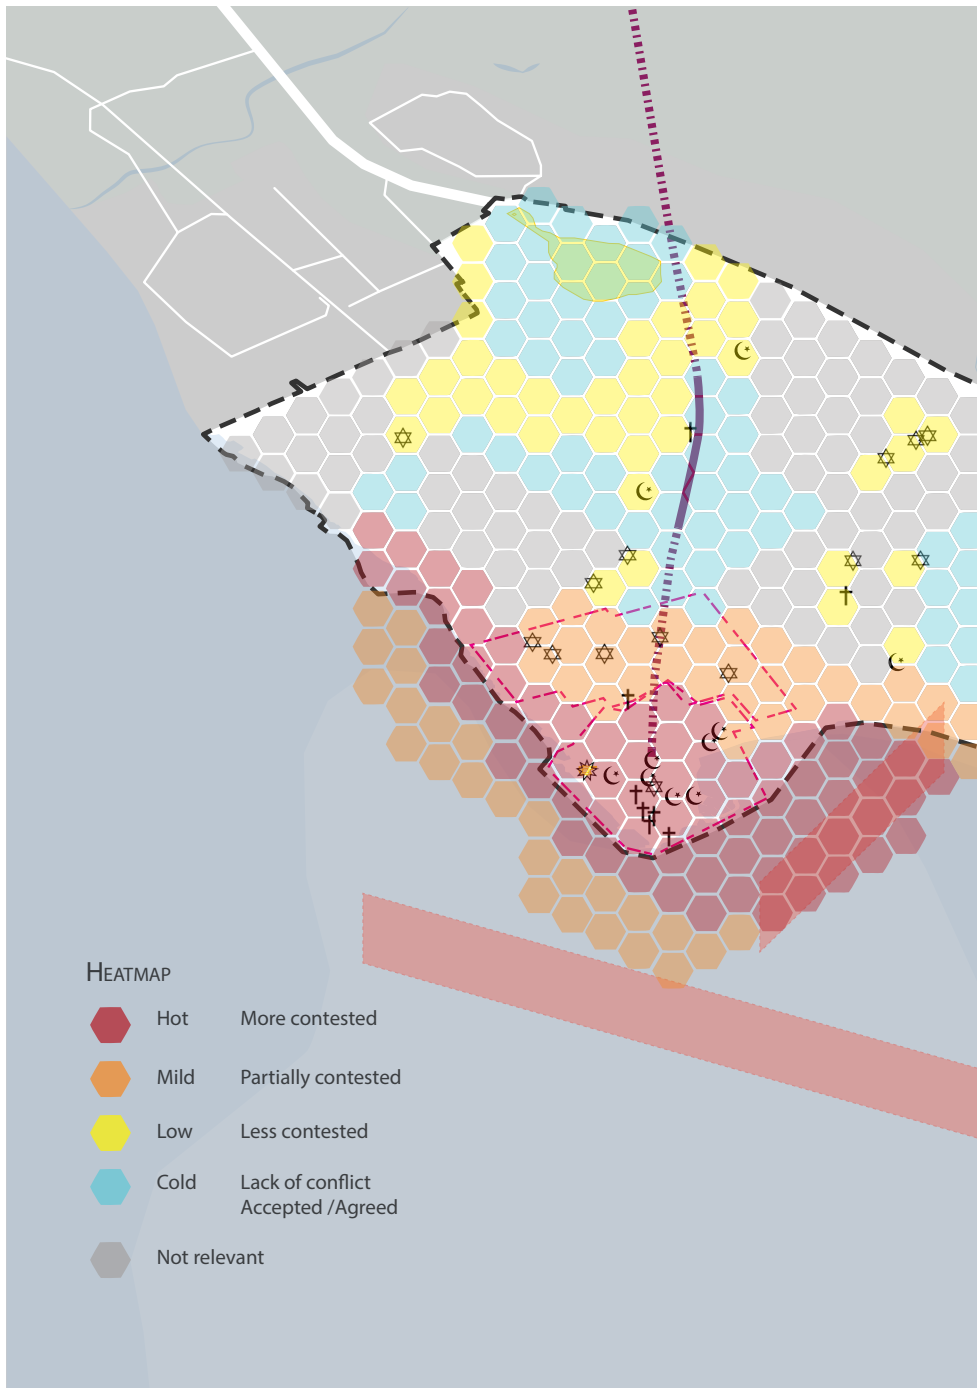 HEATMAP
Hot More contested
Mild Partially contested
Low Less contested
Cold Lack of conflict
Accepted /Agreed
Not relevant